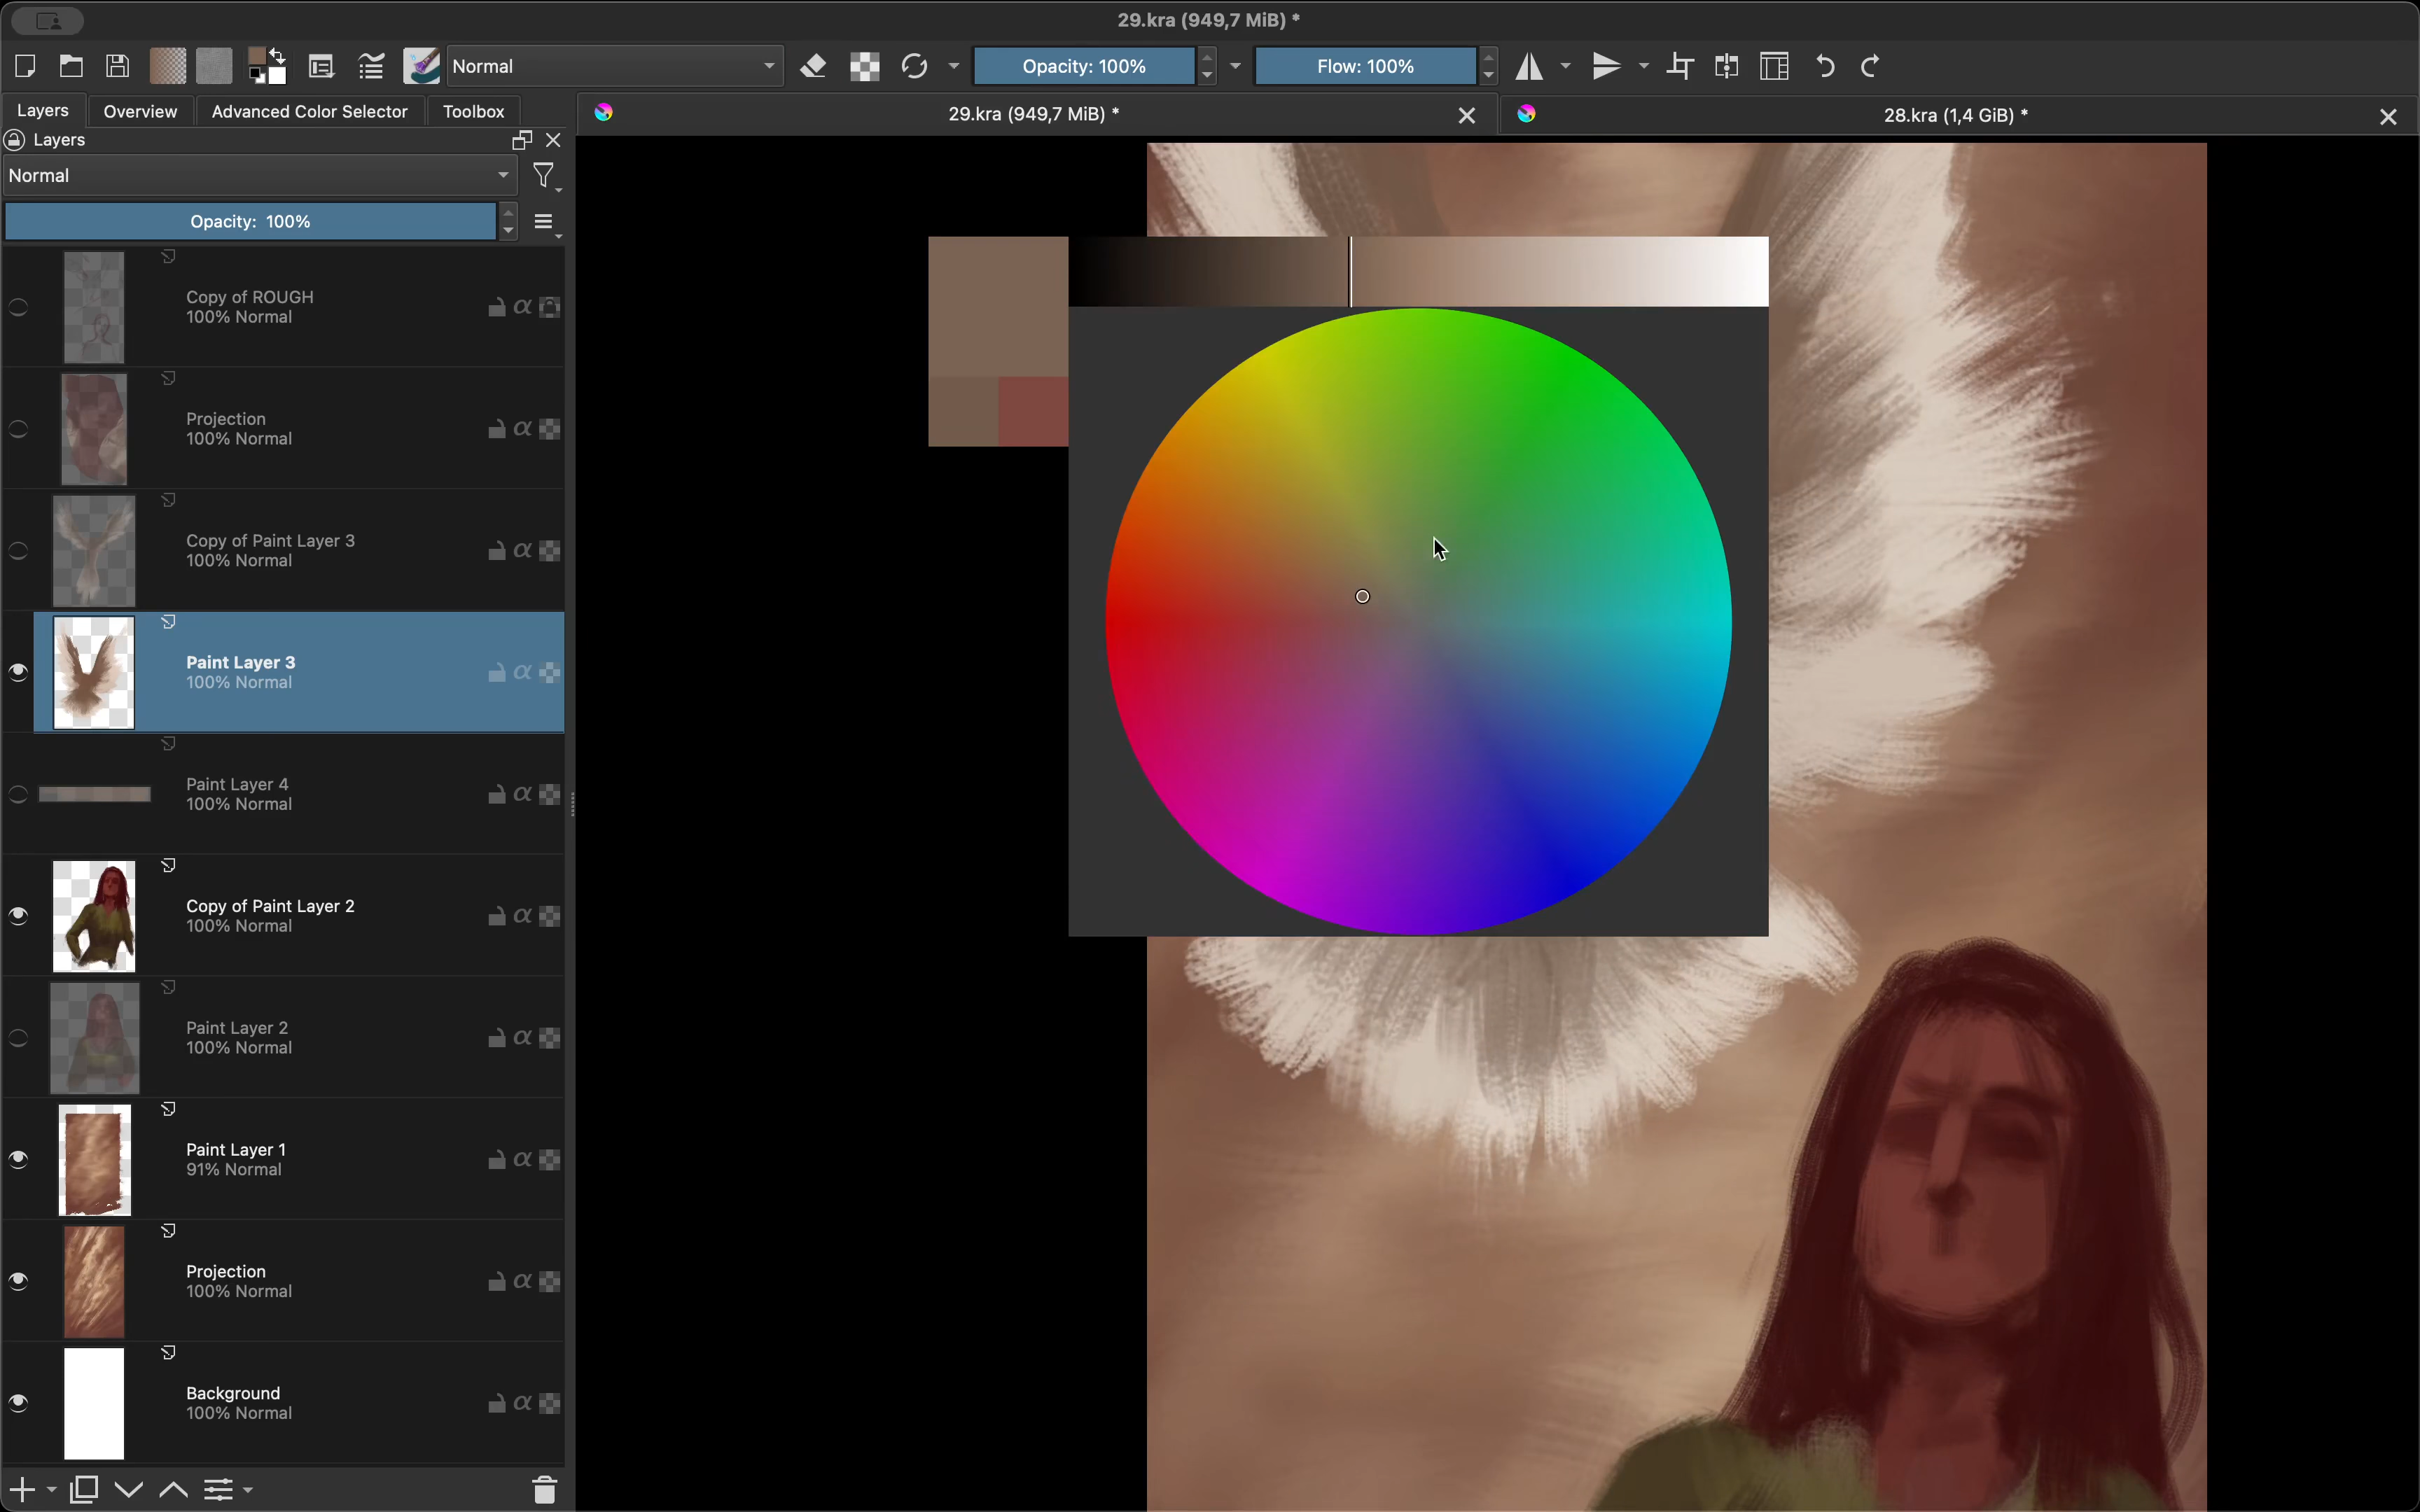 29.kra (949,7 MiB) *
Normal
Opacity: 100%
Flow: 100%
Layers
Overview
Advanced Color Selector
Toolbox
29.kra (949,7 MiB) *
28.kra (1,4 GiB) *
Layers
Normal
Opacity: 100%
Copy of ROUGH
100% Normal
Projection
100% Normal
Copy of Paint Layer 3
100% Normal
Paint Layer 3
100% Normal
Paint Layer 4
100% Normal
Copy of Paint Layer 2
100% Normal
Paint Layer 2
100% Normal
Paint Layer 1
91% Normal
Projection
100% Normal
Background
100% Normal